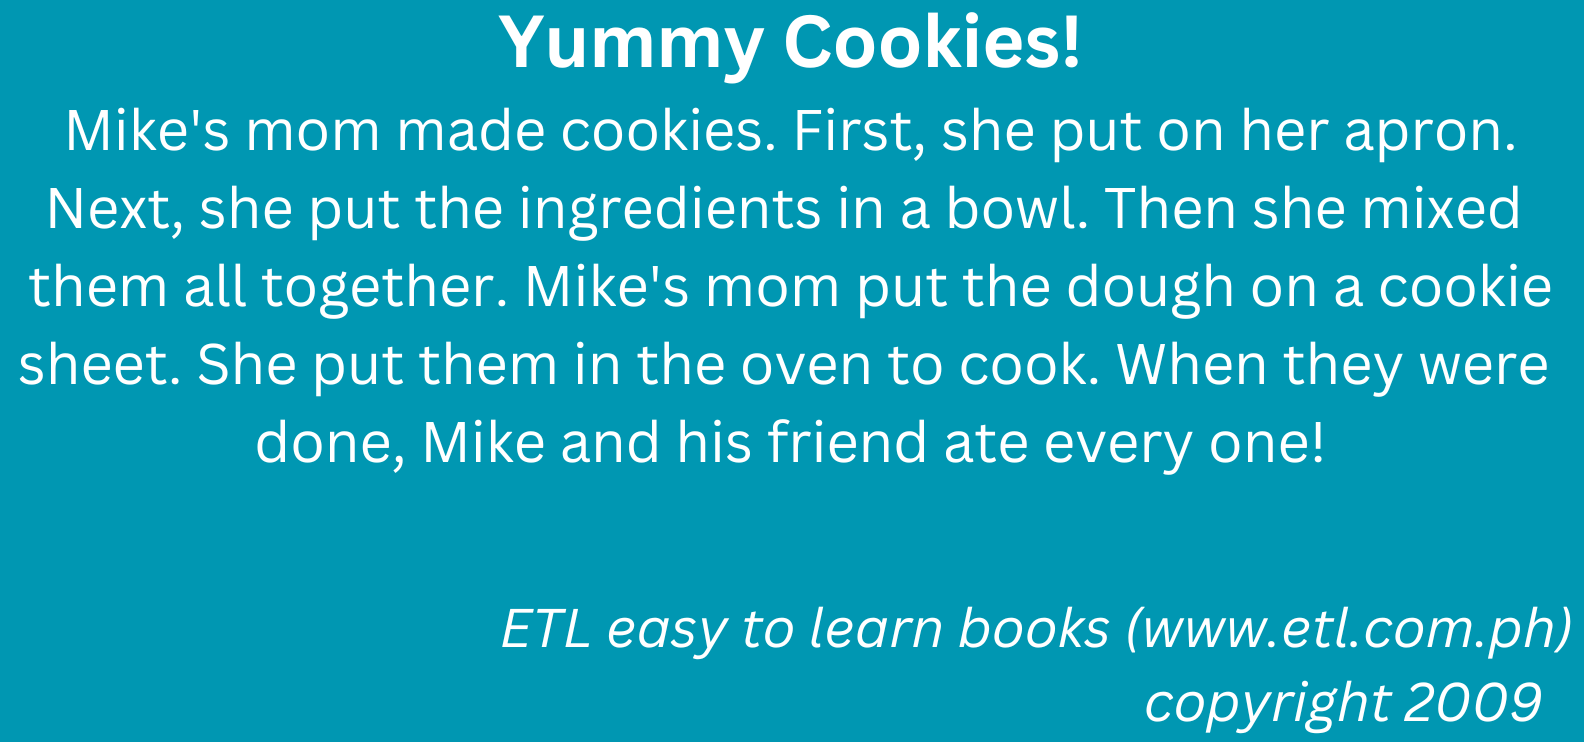 Yummy Cookies!
Mike's mom made cookies. First, she put on her apron.
Next, she put the ingredients in a bowl. Then she mixed
them all together. Mike's mom put the dough on a cookie
sheet. She put them in the oven to cook. When they were
done, Mike and his friend ate every one!
ETL easy to learn books (www.etl.com.ph)
copyright 2009